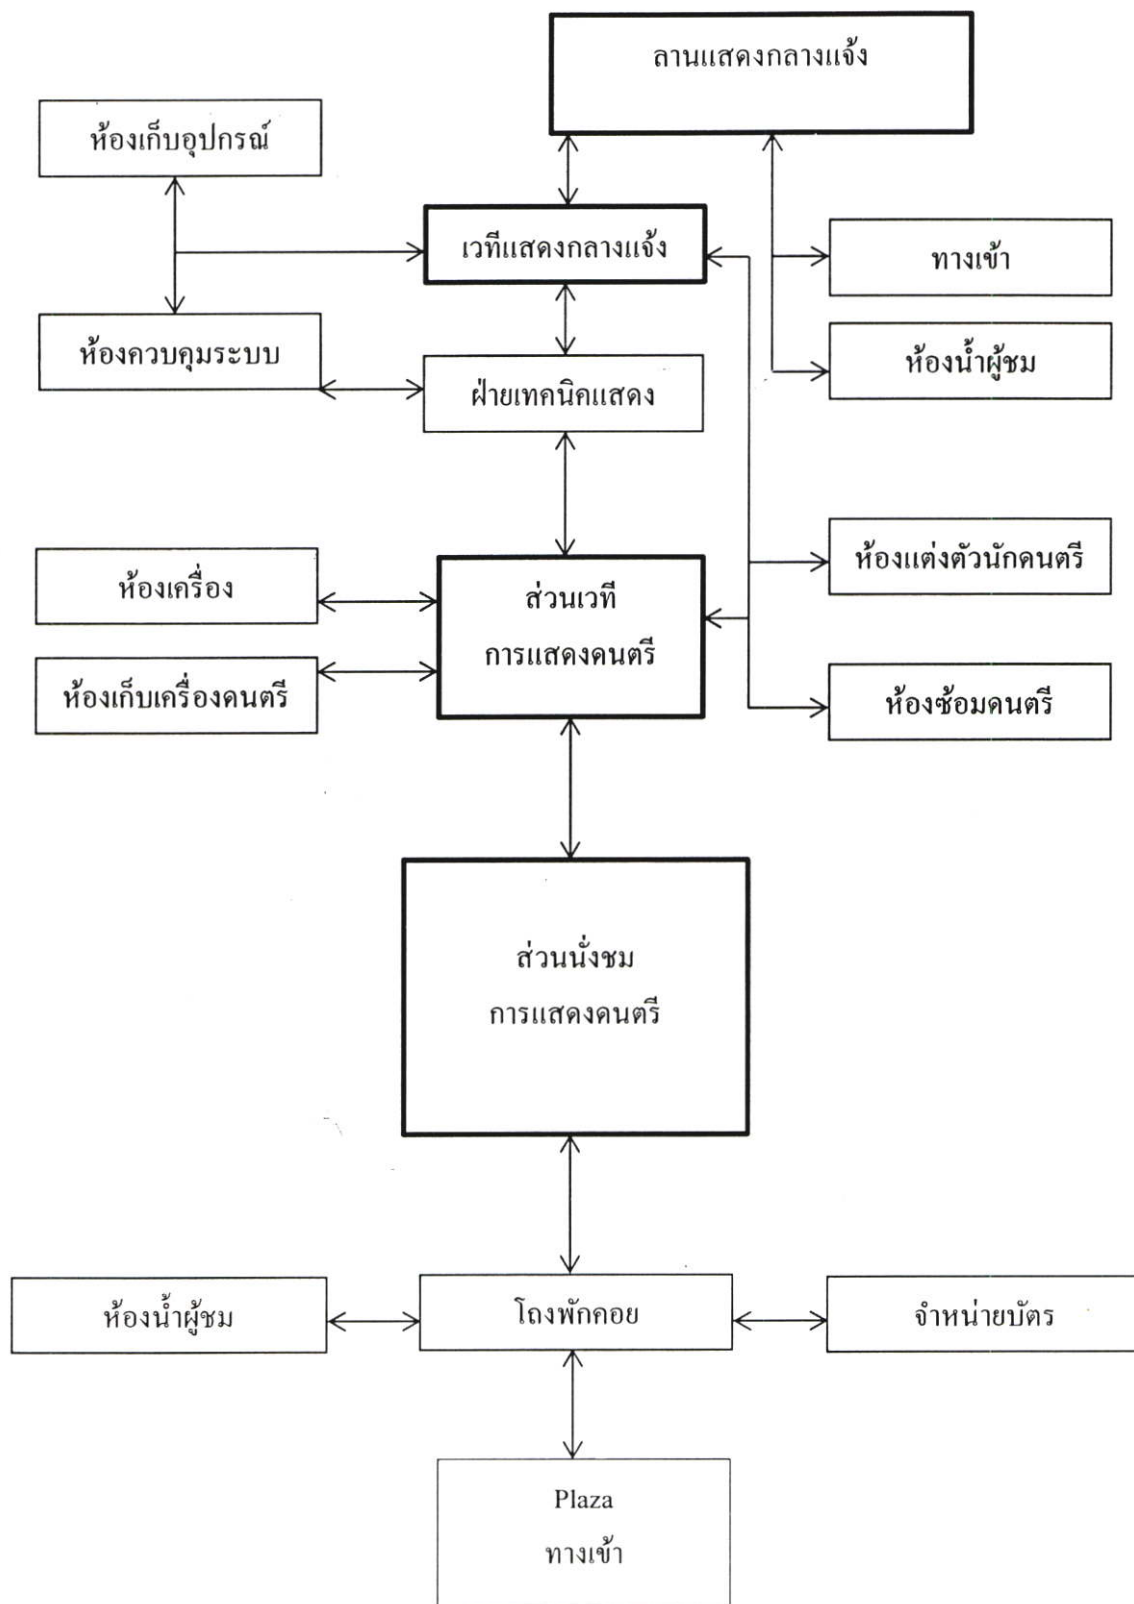 ลานแสดงกลางแจ้ง
ห้องเก็บอุปกรณ์
เวทีแสดงกลางแจ้ง
ทางเข้า
ห้องควบคุมระบบ
ห้องน้ำผู้ชม
ฝ่ายเทคนิคแสดง
ห้องแต่งตัวนักดนตรี
ห้องเครื่อง
ส่วนเวที
การแสดงดนตรี
ห้องเก็บเครื่องดนตรี
ห้องซ้อมดนตรี
ส่วนนั่งชม
การแสดงดนตรี
ห้องน้ำผู้ชม
โถงพักคอย
จำหน่ายบัตร
Plaza
ทางเข้า